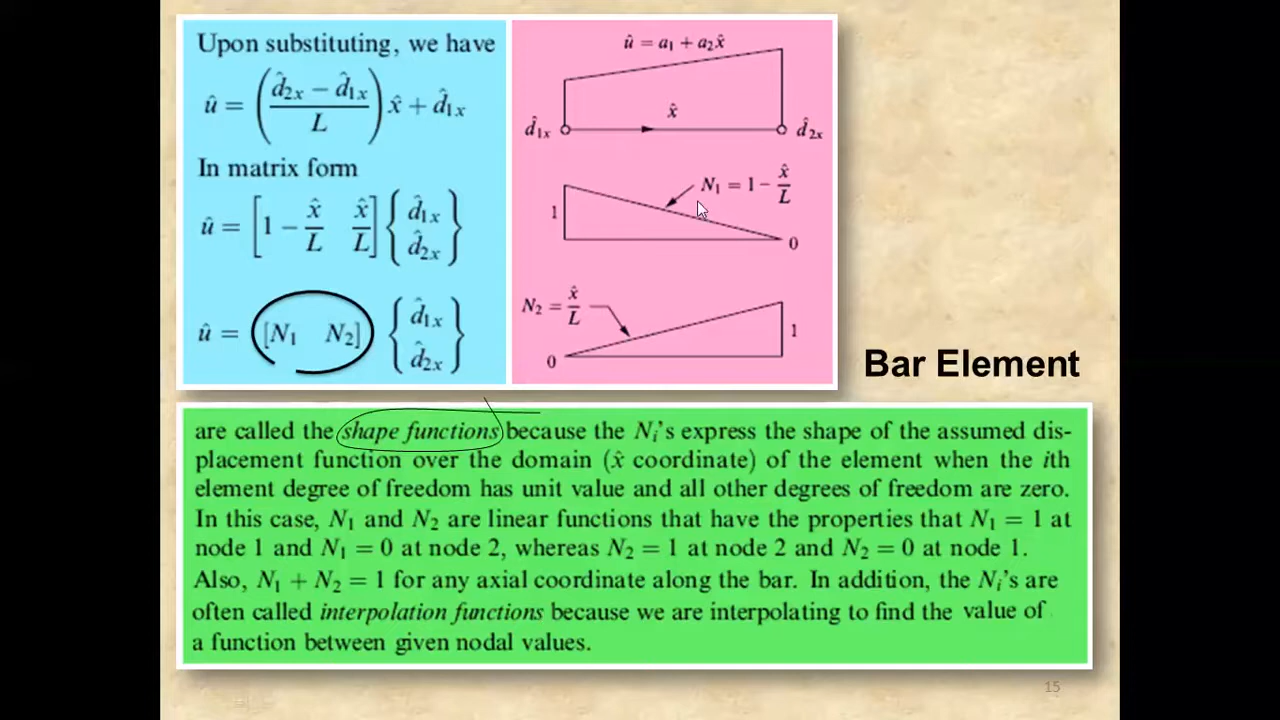 Upon substituting, we have
û = ( (d̂2x − d̂1x) / L ) x̂ + d̂1x
In matrix form
û = [1 − x̂/L   x̂/L] { d̂1x  d̂2x }
û = [N1   N2] { d̂1x  d̂2x }
û = a1 + a2x̂
x̂
d̂1x
d̂2x
N1 = 1 − x̂/L
1
0
N2 = x̂/L
1
0
Bar Element
are called the shape functions because the Ni's express the shape of the assumed dis-
placement function over the domain (x̂ coordinate) of the element when the ith
element degree of freedom has unit value and all other degrees of freedom are zero.
In this case, N1 and N2 are linear functions that have the properties that N1 = 1 at
node 1 and N1 = 0 at node 2, whereas N2 = 1 at node 2 and N2 = 0 at node 1.
Also, N1 + N2 = 1 for any axial coordinate along the bar. In addition, the Ni's are
often called interpolation functions because we are interpolating to find the value of
a function between given nodal values.
15